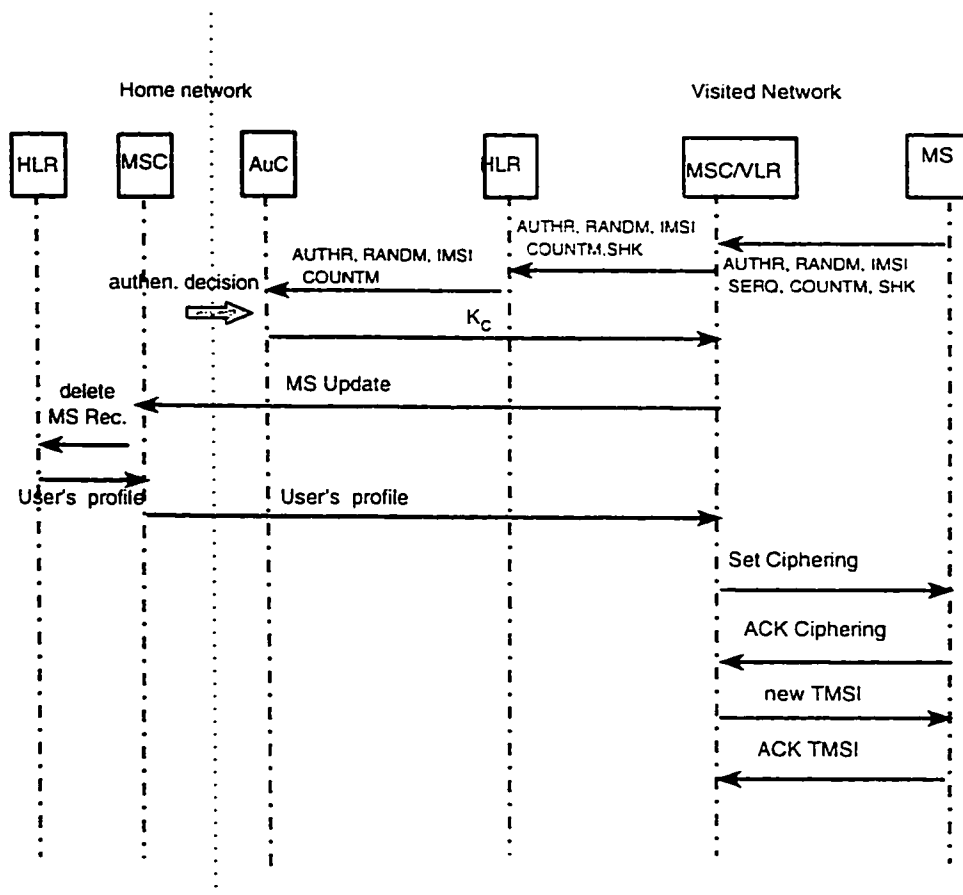 Home network
Visited Network
HLR
MSC
AuC
HLR
MSC/VLR
MS
AUTHR, RANDM, IMSI
COUNTM,SHK
AUTHR, RANDM, IMSI
SERQ, COUNTM, SHK
AUTHR, RANDM, IMSI
COUNTM
authen. decision
Kc
MS Update
delete
MS Rec.
User's profile
User's profile
Set Ciphering
ACK Ciphering
new TMSI
ACK TMSI